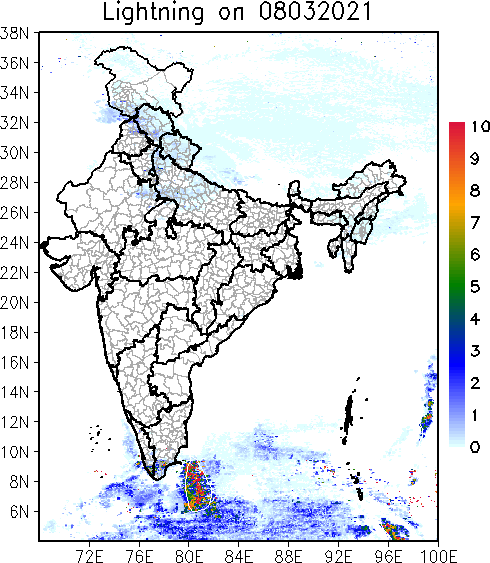 Lightning on 08032021
38N
36N
34N
32N
30N
28N
26N
24N
22N
20N
18N
16N
14N
12N
10N
8N
6N
72E 76E 80E 84E 88E 92E 96E 100E
10
9
8
7
6
5
4
3
2
1
0